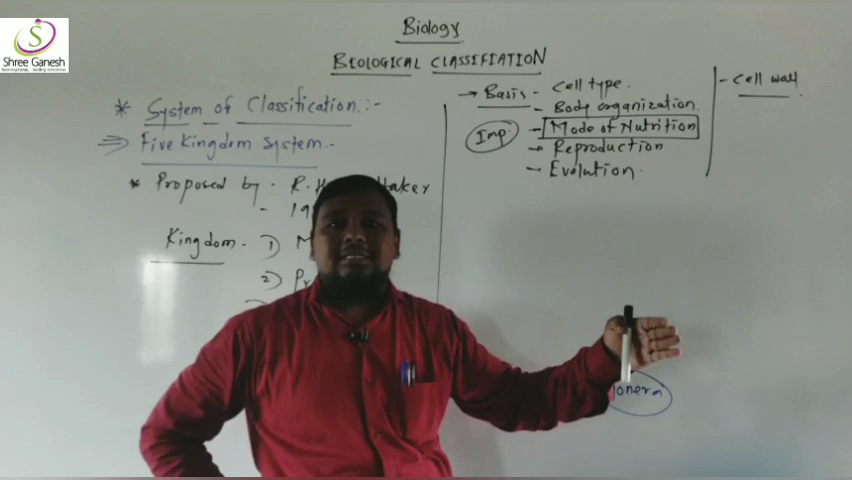 S
Shree Ganesh
Biology
BIOLOGICAL CLASSIFIATION
* System of Classification :-
⇒ Five Kingdom System -
* Proposed by - R.H
Kingdom - 1) M
2)
→ Basis - Cell type.
- Body organization.
Imp. - Mode of Nutrition
- Reproduction
- Evolution.
- Cell wall